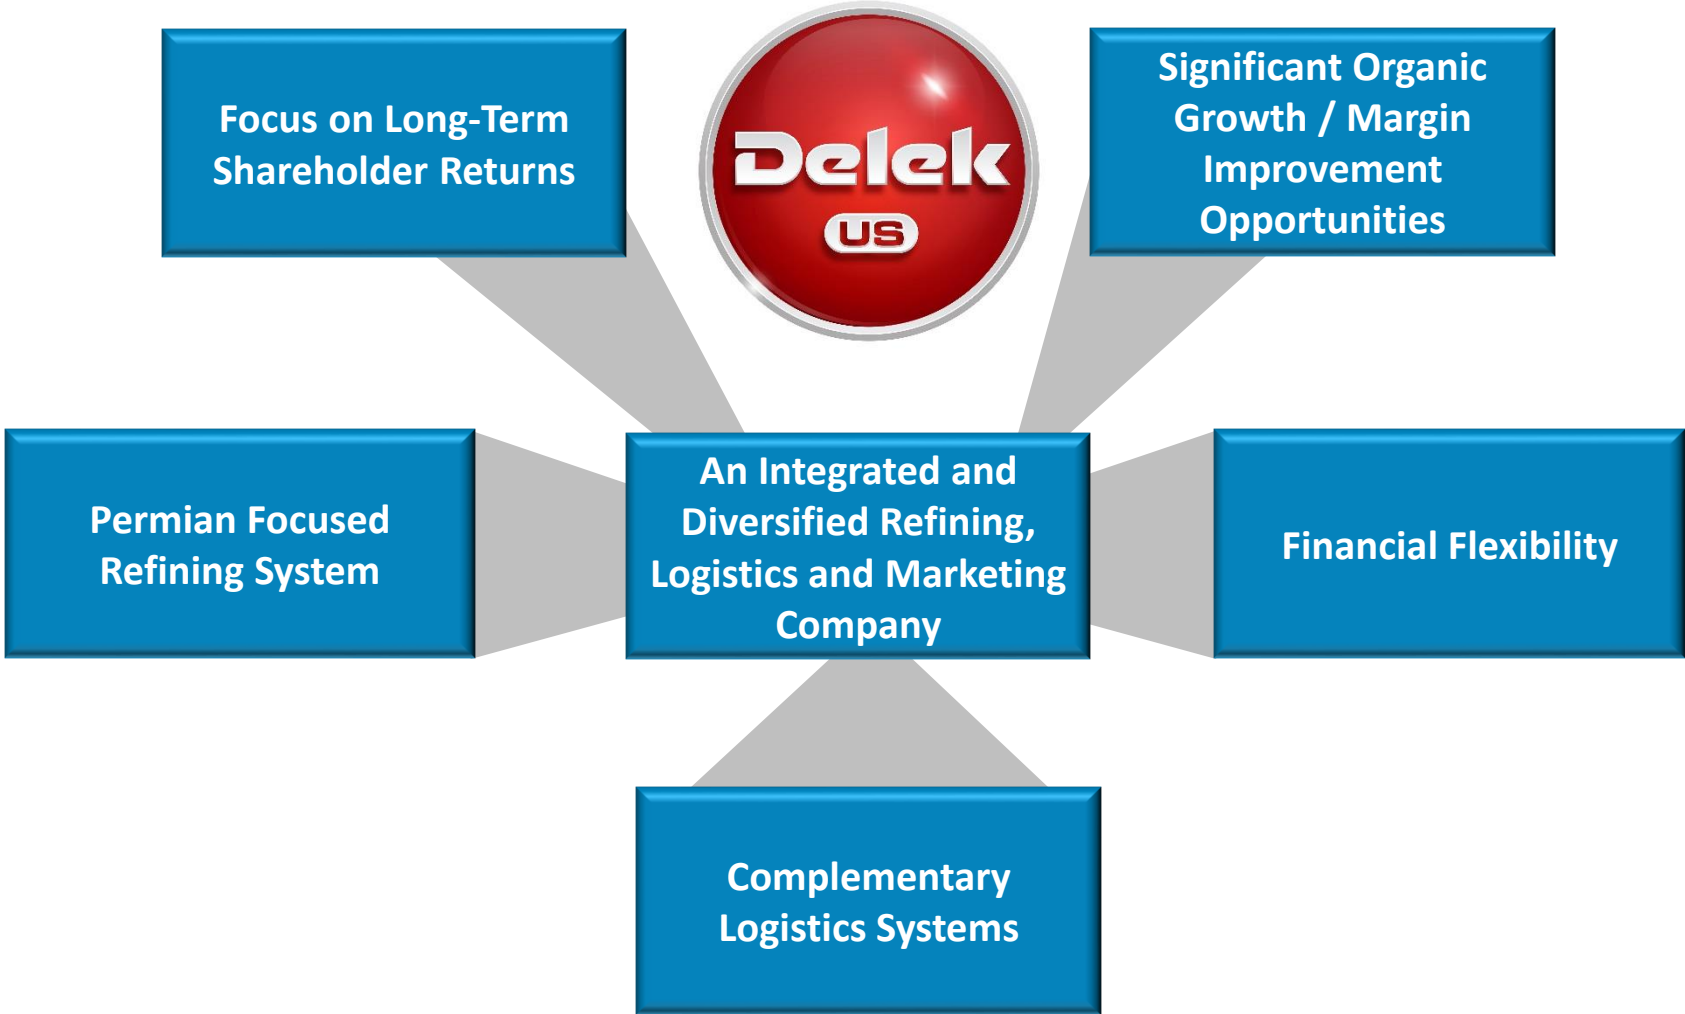 Focus on Long-Term
Shareholder Returns
Delek
US
Significant Organic
Growth / Margin
Improvement
Opportunities
Permian Focused
Refining System
An Integrated and
Diversified Refining,
Logistics and Marketing
Company
Financial Flexibility
Complementary
Logistics Systems